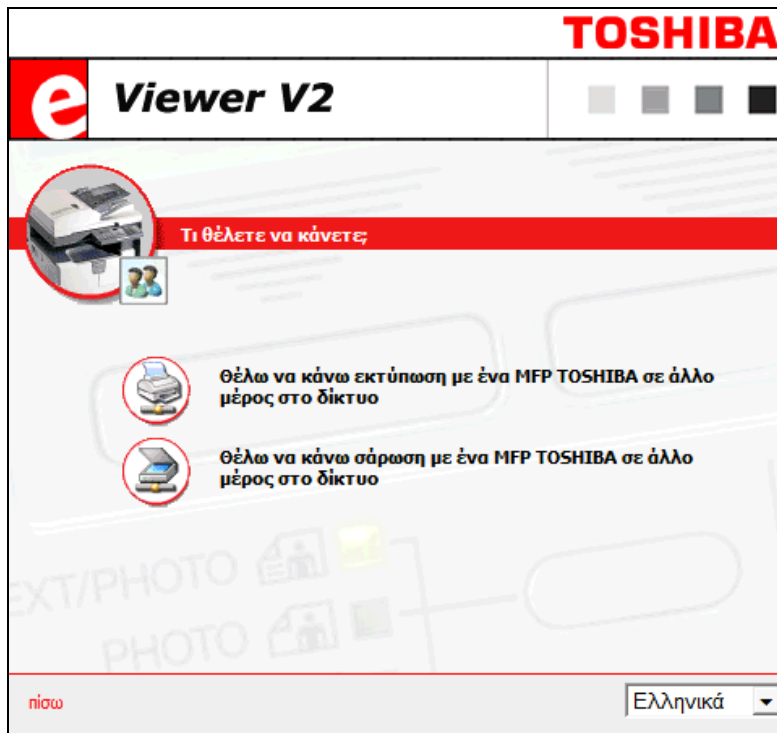 TOSHIBA
e Viewer V2
Τι θέλετε να κάνετε;
Θέλω να κάνω εκτύπωση με ένα MFP TOSHIBA σε άλλο
μέρος στο δίκτυο
Θέλω να κάνω σάρωση με ένα MFP TOSHIBA σε άλλο
μέρος στο δίκτυο
EXT/PHOTO
PHOTO
πίσω
Ελληνικά